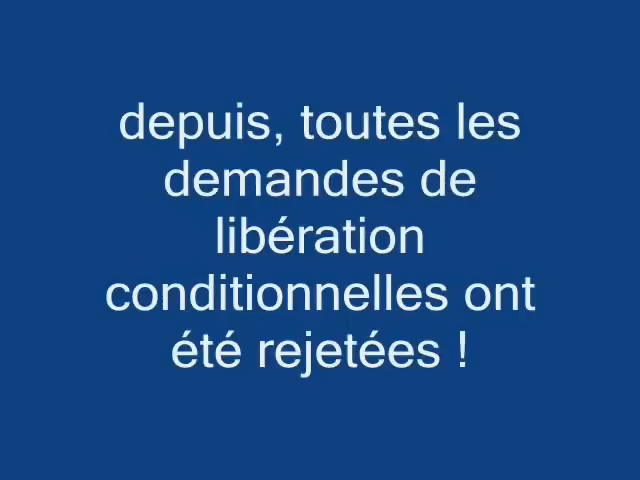 depuis, toutes les
demandes de
libération
conditionnelles ont
été rejetées !